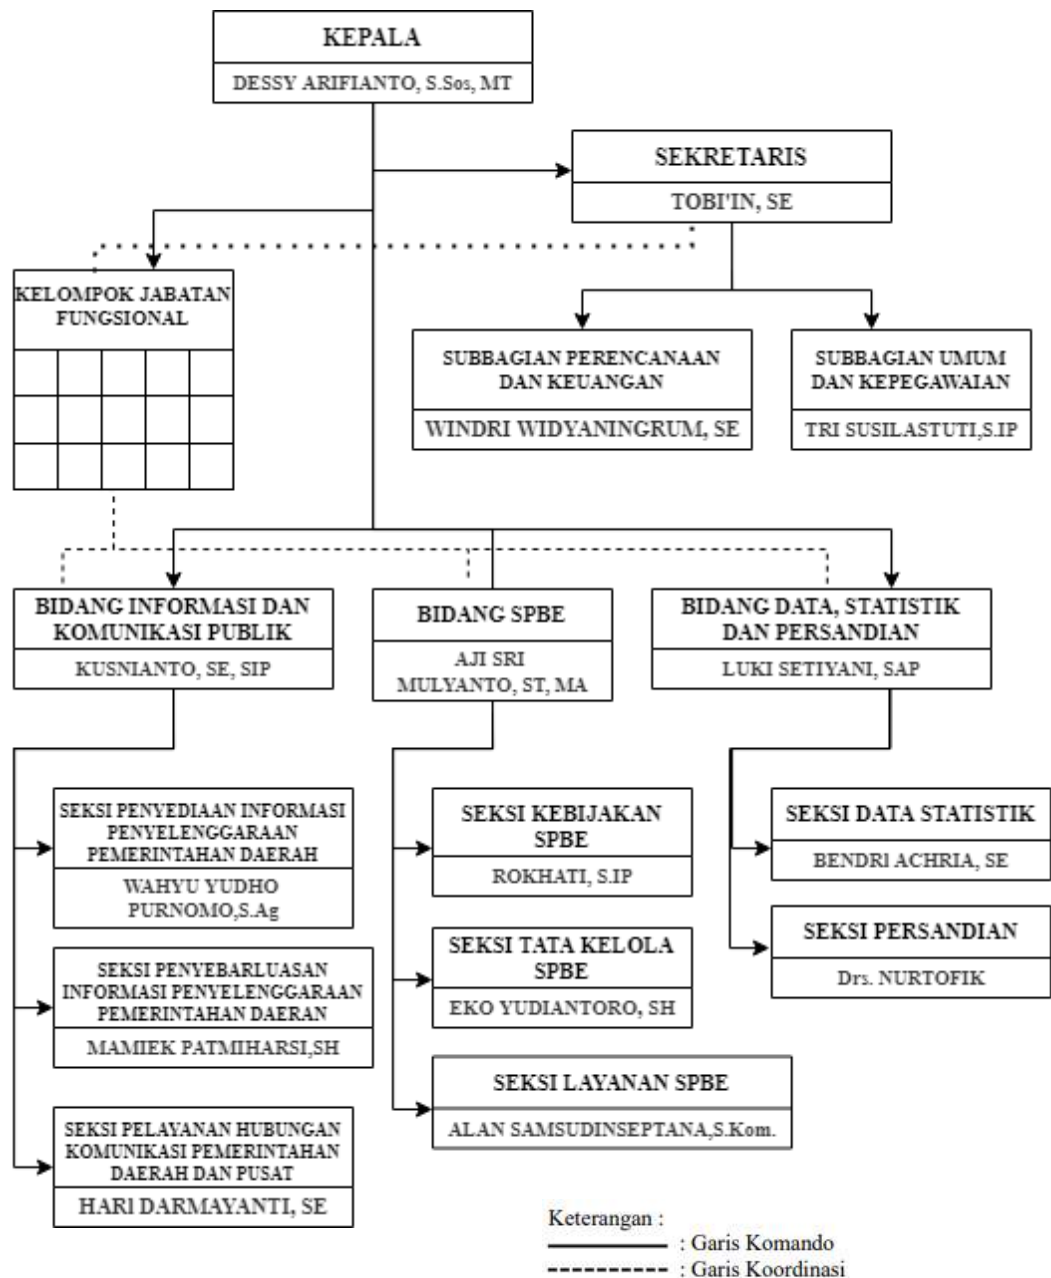 KEPALA
DESSY ARIFIANTO, S.Sos, MT
SEKRETARIS
TOBI'IN, SE
KELOMPOK JABATAN
FUNGSIONAL
SUBBAGIAN PERENCANAAN
DAN KEUANGAN
WINDRI WIDYANINGRUM, SE
SUBBAGIAN UMUM
DAN KEPEGAWAIAN
TRI SUSILASTUTI,S.IP
BIDANG INFORMASI DAN
KOMUNIKASI PUBLIK
KUSNIANTO, SE, SIP
BIDANG SPBE
AJI SRI
MULYANTO, ST, MA
BIDANG DATA, STATISTIK
DAN PERSANDIAN
LUKI SETIYANI, SAP
SEKSI PENYEDIAAN INFORMASI
PENYELENGGARAAN
PEMERINTAHAN DAERAH
WAHYU YUDHO
PURNOMO,S.Ag
SEKSI PENYEBARLUASAN
INFORMASI PENYELENGGARAAN
PEMERINTAHAN DAERAN
MAMIEK PATMIHARSI,SH
SEKSI PELAYANAN HUBUNGAN
KOMUNIKASI PEMERINTAHAN
DAERAH DAN PUSAT
HARI DARMAYANTI, SE
SEKSI KEBIJAKAN
SPBE
ROKHATI, S.IP
SEKSI TATA KELOLA
SPBE
EKO YUDIANTORO, SH
SEKSI LAYANAN SPBE
ALAN SAMSUDINSEPTANA,S.Kom.
SEKSI DATA STATISTIK
BENDRI ACHRIA, SE
SEKSI PERSANDIAN
Drs. NURTOFIK
Keterangan :
: Garis Komando
: Garis Koordinasi